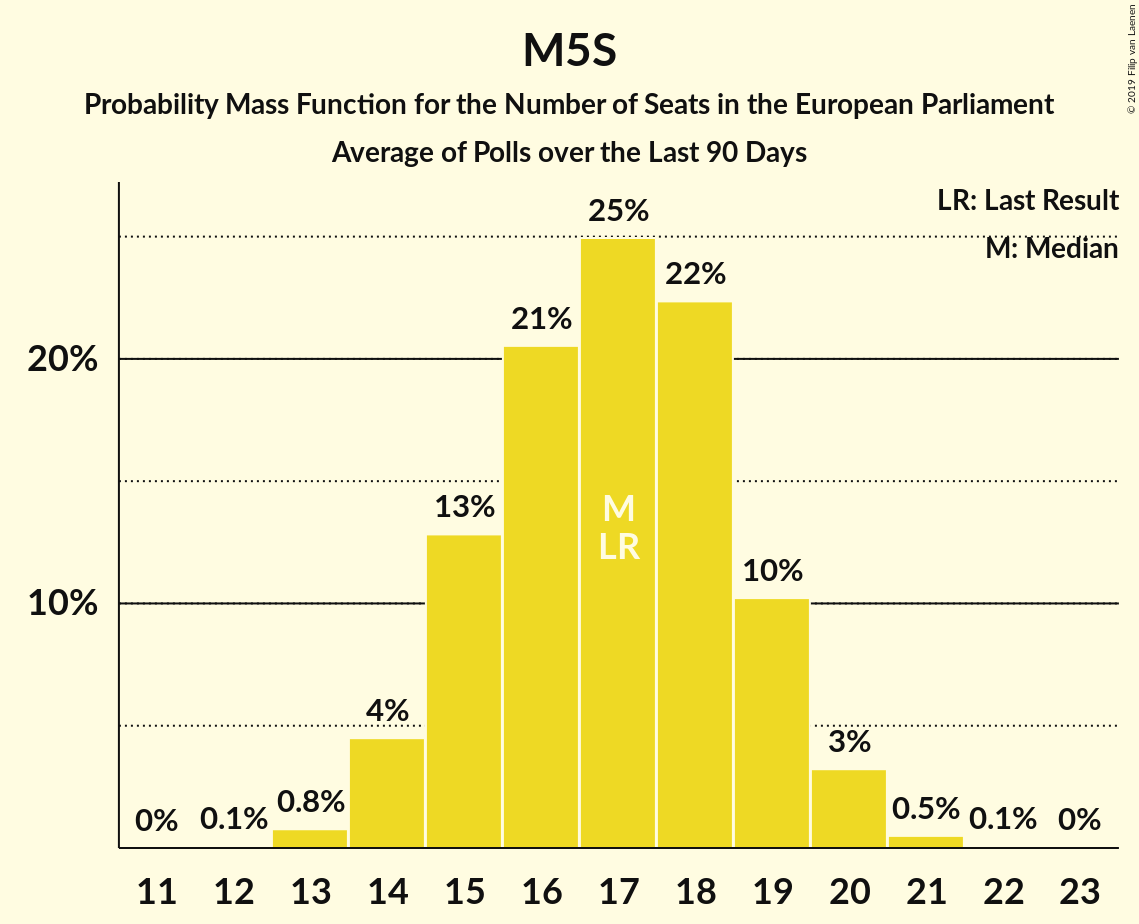 M5S
Probability Mass Function for the Number of Seats in the European Parliament
Average of Polls over the Last 90 Days
© 2019 Filip van Laenen
LR: Last Result
M: Median
20%
10%
0%
0.1%
0.8%
4%
13%
21%
25%
22%
10%
3%
0.5%
0.1%
0%
M
LR
11 12 13 14 15 16 17 18 19 20 21 22 23